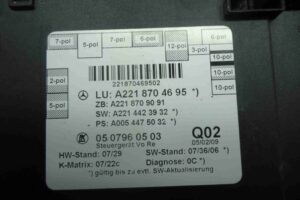 7-pol
5-pol
7-pol
6-pol
12-pol
6-pol
10-pol
2-pol
5-pol
10-pol
10-pol
221870469502
LU: A221 870 46 95 *)
ZB: A221 870 90 91
SW: A221 442 39 32 *)
PS: A005 447 50 32 *)
05 0796 05 03
Steuergerät Vo Re
Q02
05/02/09
HW-Stand: 07/29
SW-Stand: 07/36/06 *)
K-Matrix: 07/22c
Diagnose: 0C *)
*) gültig bis zu evtl. SW-Aktualisierung